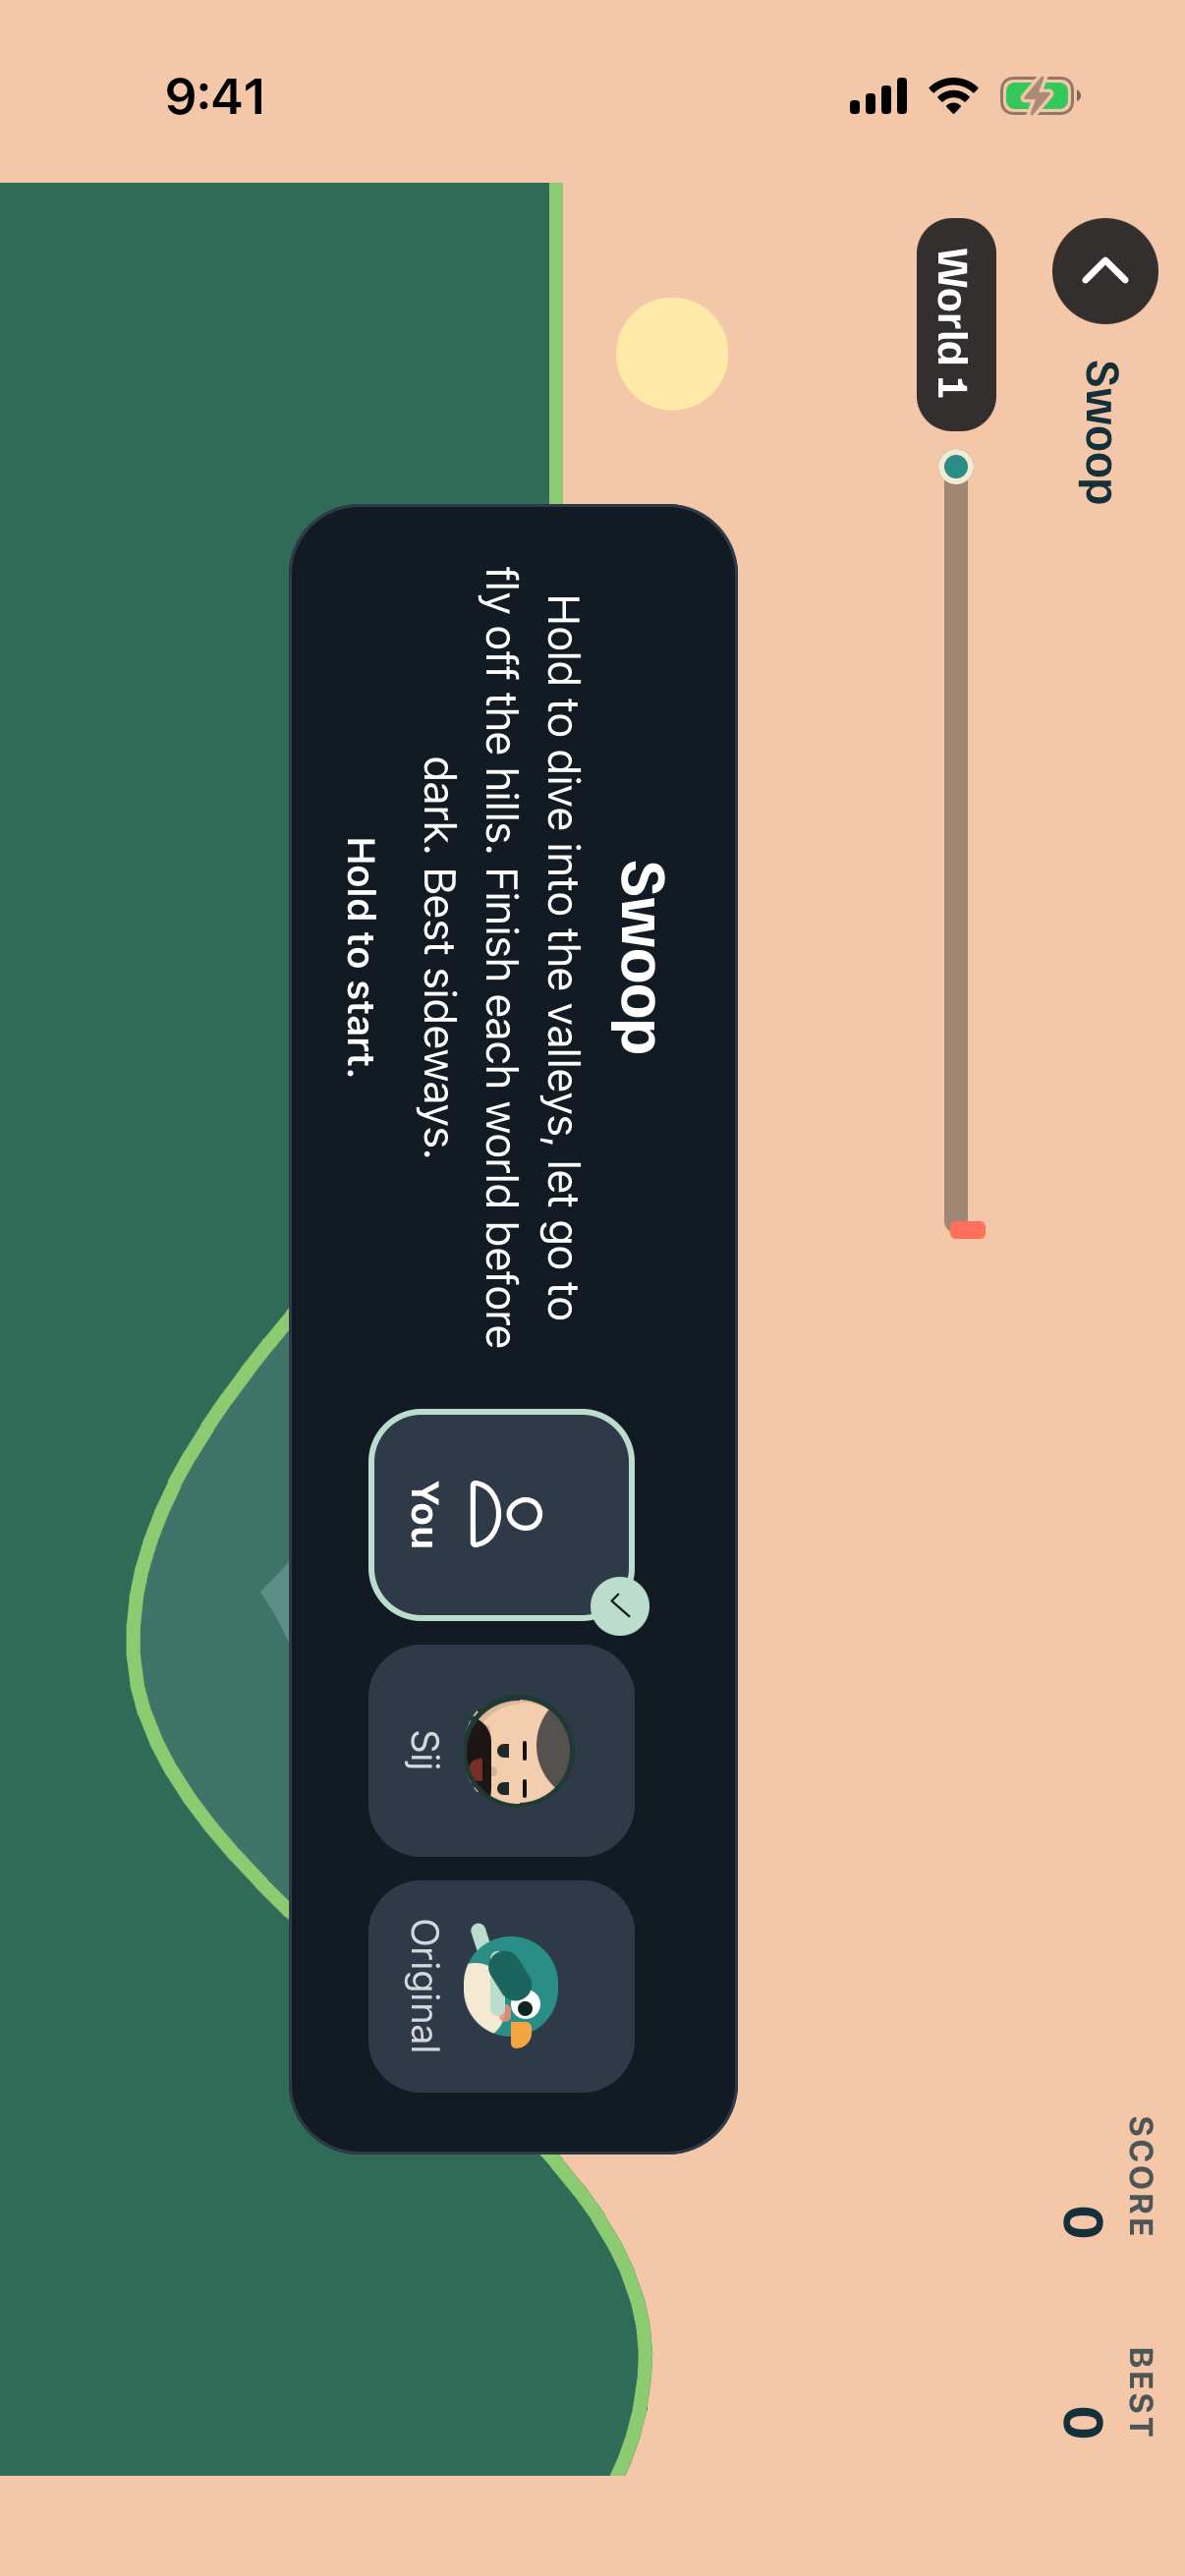 9:41
Swoop
SCORE
0
BEST
0
World 1
Swoop
Hold to dive into the valleys, let go to
fly off the hills. Finish each world before
dark. Best sideways.
Hold to start.
You
Sij
Original